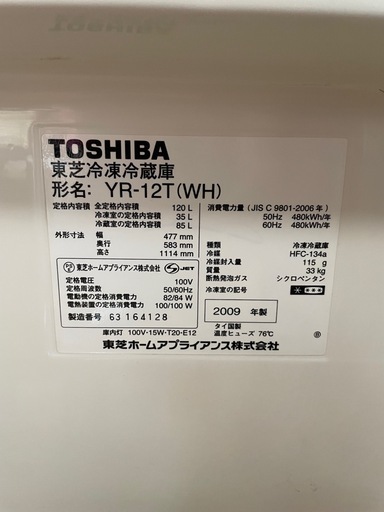 TOSHIBA
東芝冷凍冷蔵庫
形名: YR-12T(WH)
定格内容積 全定格内容積 120 L
冷凍室の定格内容積 35 L
冷蔵室の定格内容積 85 L
外形寸法 幅 477 mm
奥行 583 mm
高さ 1114 mm
東芝ホームアプライアンス株式会社 JET
定格電圧 100V
定格周波数 50/60Hz
電動機の定格消費電力 82/84 W
電熱装置の定格消費電力 100/100 W
製造番号 63164128
消費電力量 (JIS C 9801-2006 年)
50Hz 480kWh/年
60Hz 480kWh/年
種類 冷凍冷蔵庫
冷媒 HFC-134a
冷媒封入量 115 g
質量 33 kg
断熱発泡ガス シクロペンタン
冷凍室の記号
2009 年製
タイ国製
温度ヒューズ 76℃
庫内灯 100V-15W-T20-E12
東芝ホームアプライアンス株式会社